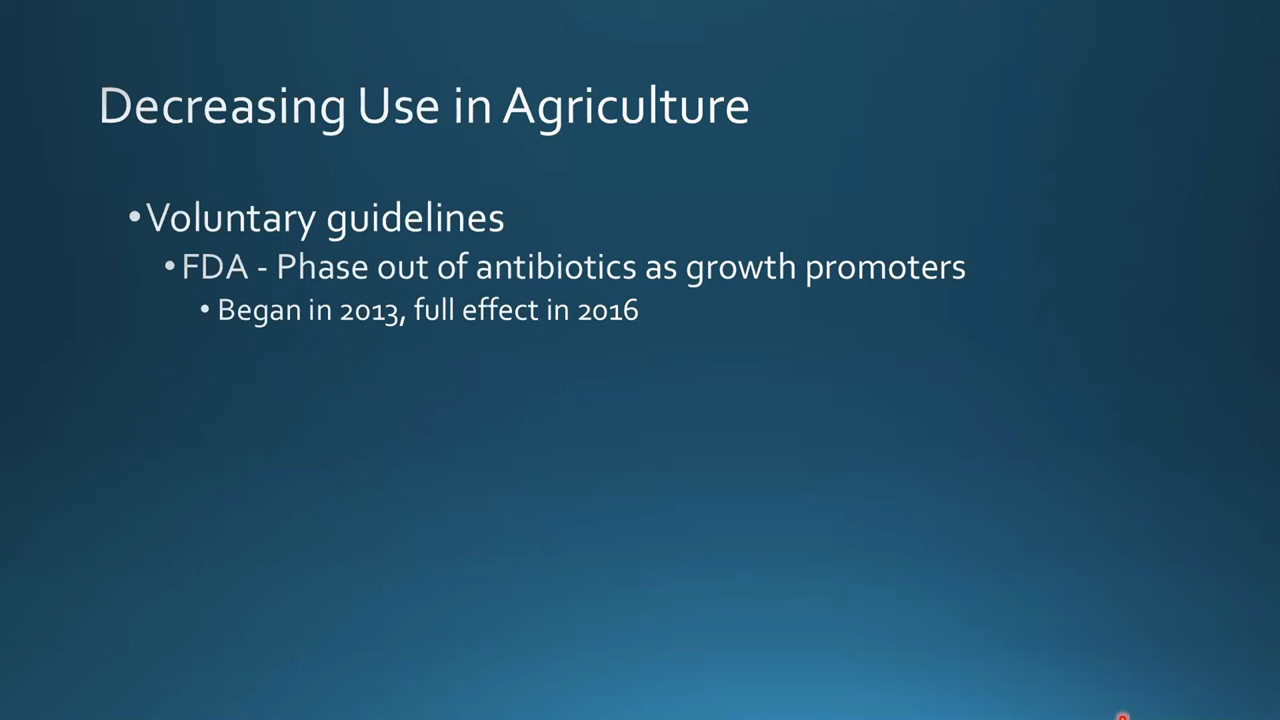 Decreasing Use in Agriculture
•Voluntary guidelines
•FDA - Phase out of antibiotics as growth promoters
•Began in 2013, full effect in 2016